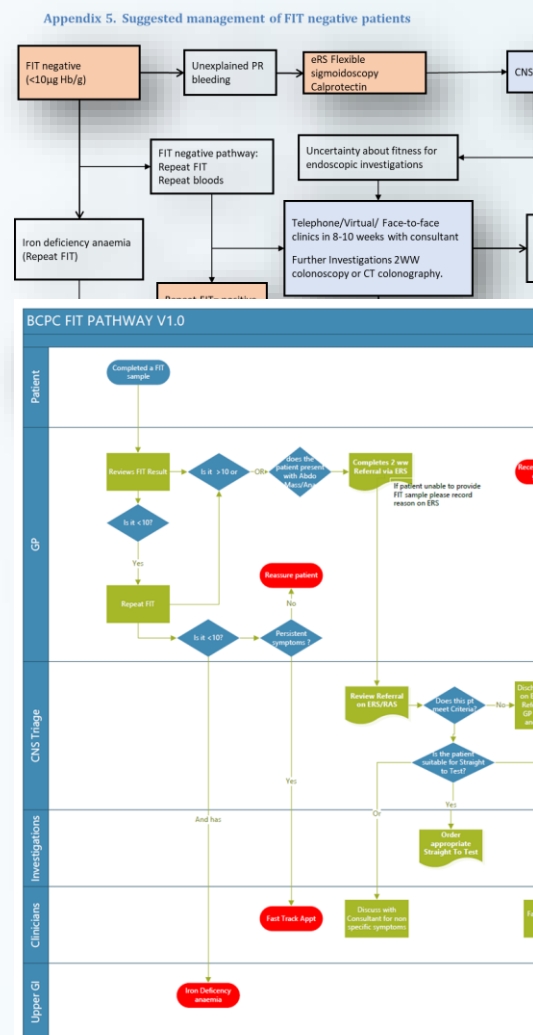 Appendix 5. Suggested management of FIT negative patients
FIT negative
(<10µg Hb/g)
Unexplained PR
bleeding
eRS Flexible
sigmoidoscopy
Calprotectin
CNS
FIT negative pathway:
Repeat FIT
Repeat bloods
Uncertainty about fitness for
endoscopic investigations
Iron deficiency anaemia
(Repeat FIT)
Telephone/Virtual/ Face-to-face
clinics in 8-10 weeks with consultant
Further Investigations 2WW
colonoscopy or CT colonography.
BCPC FIT PATHWAY V1.0
Patient
Completed a FIT
sample
GP
Reviews FIT Result
Is it >10 or
OR
does the
patient present
with Abdo
Mass/
Completes 2 ww
Referral via ERS
If patient unable to provide
FIT sample please record
reason on ERS
Is it <10?
Yes
Repeat FIT
Reassure patient
No
Is it <10?
Persistent
symptoms ?
CNS Triage
Review Referral
on ERS/RAS
Does this pt
meet Criteria?
No
on
GP
Is the patient
suitable for Straight
to Test?
Yes
And has
Or
Yes
Investigations
Order
appropriate
Straight To Test
Clinicians
Fast Track Appt
Discuss with
Consultant for non
specific symptoms
Upper GI
Iron Deficency
anaemia